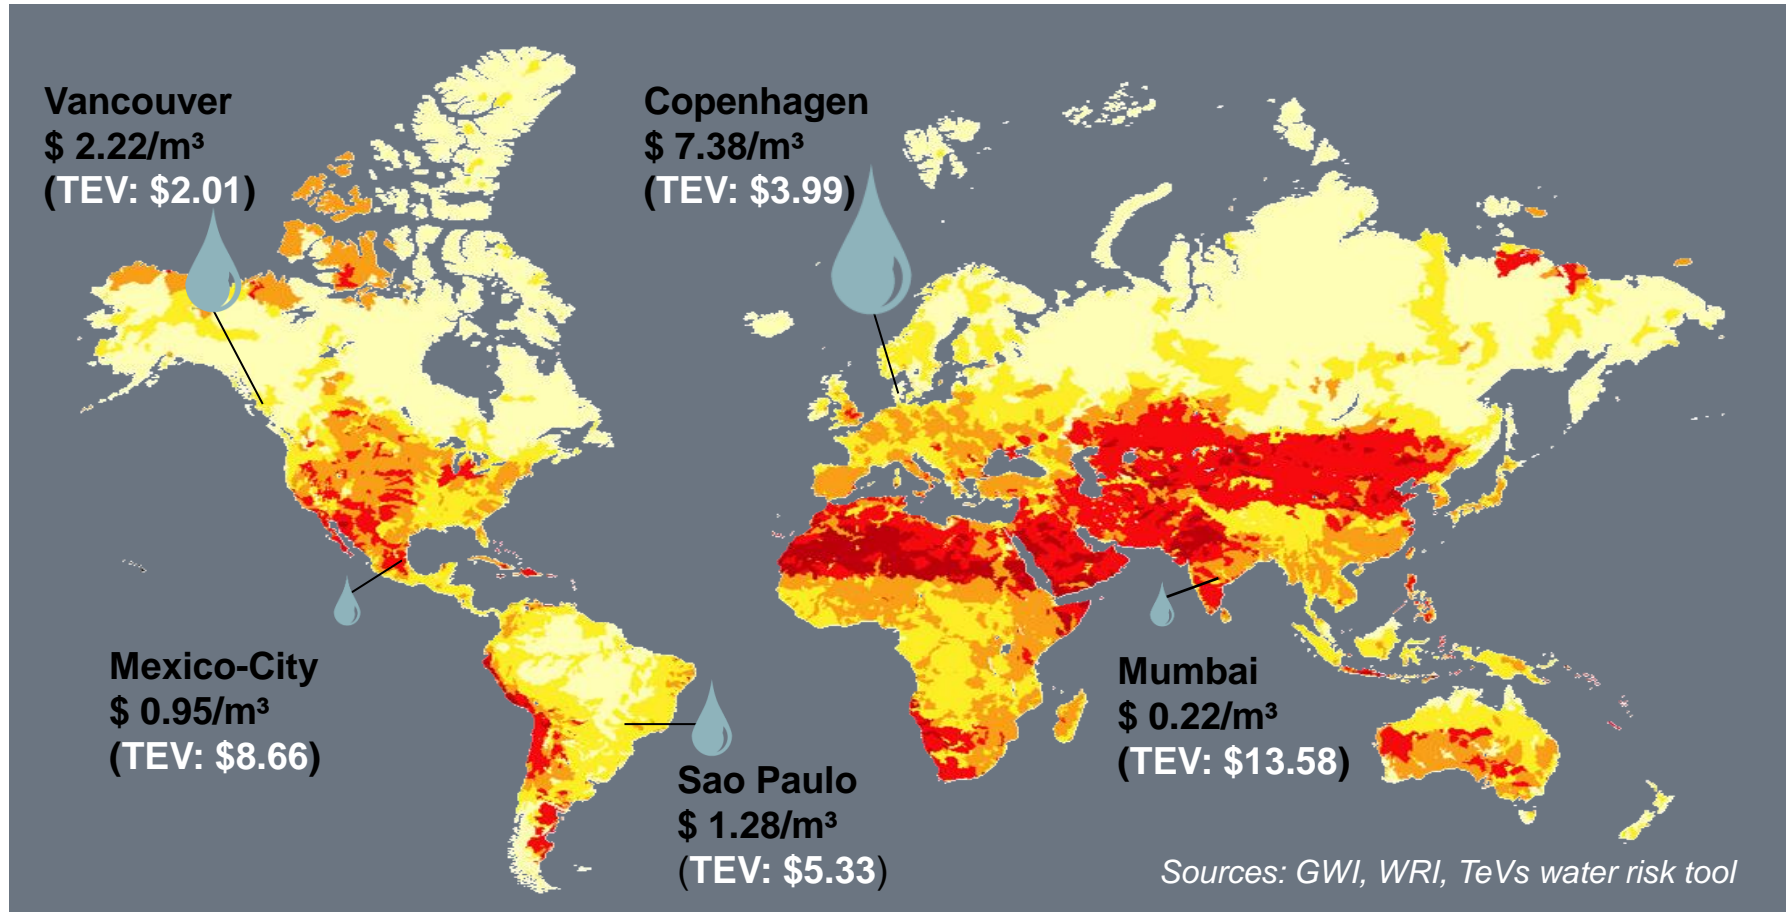 Vancouver
$ 2.22/m³
(TEV: $2.01)
Copenhagen
$ 7.38/m³
(TEV: $3.99)
Mexico-City
$ 0.95/m³
(TEV: $8.66)
Sao Paulo
$ 1.28/m³
(TEV: $5.33)
Mumbai
$ 0.22/m³
(TEV: $13.58)
Sources: GWI, WRI, TeVs water risk tool